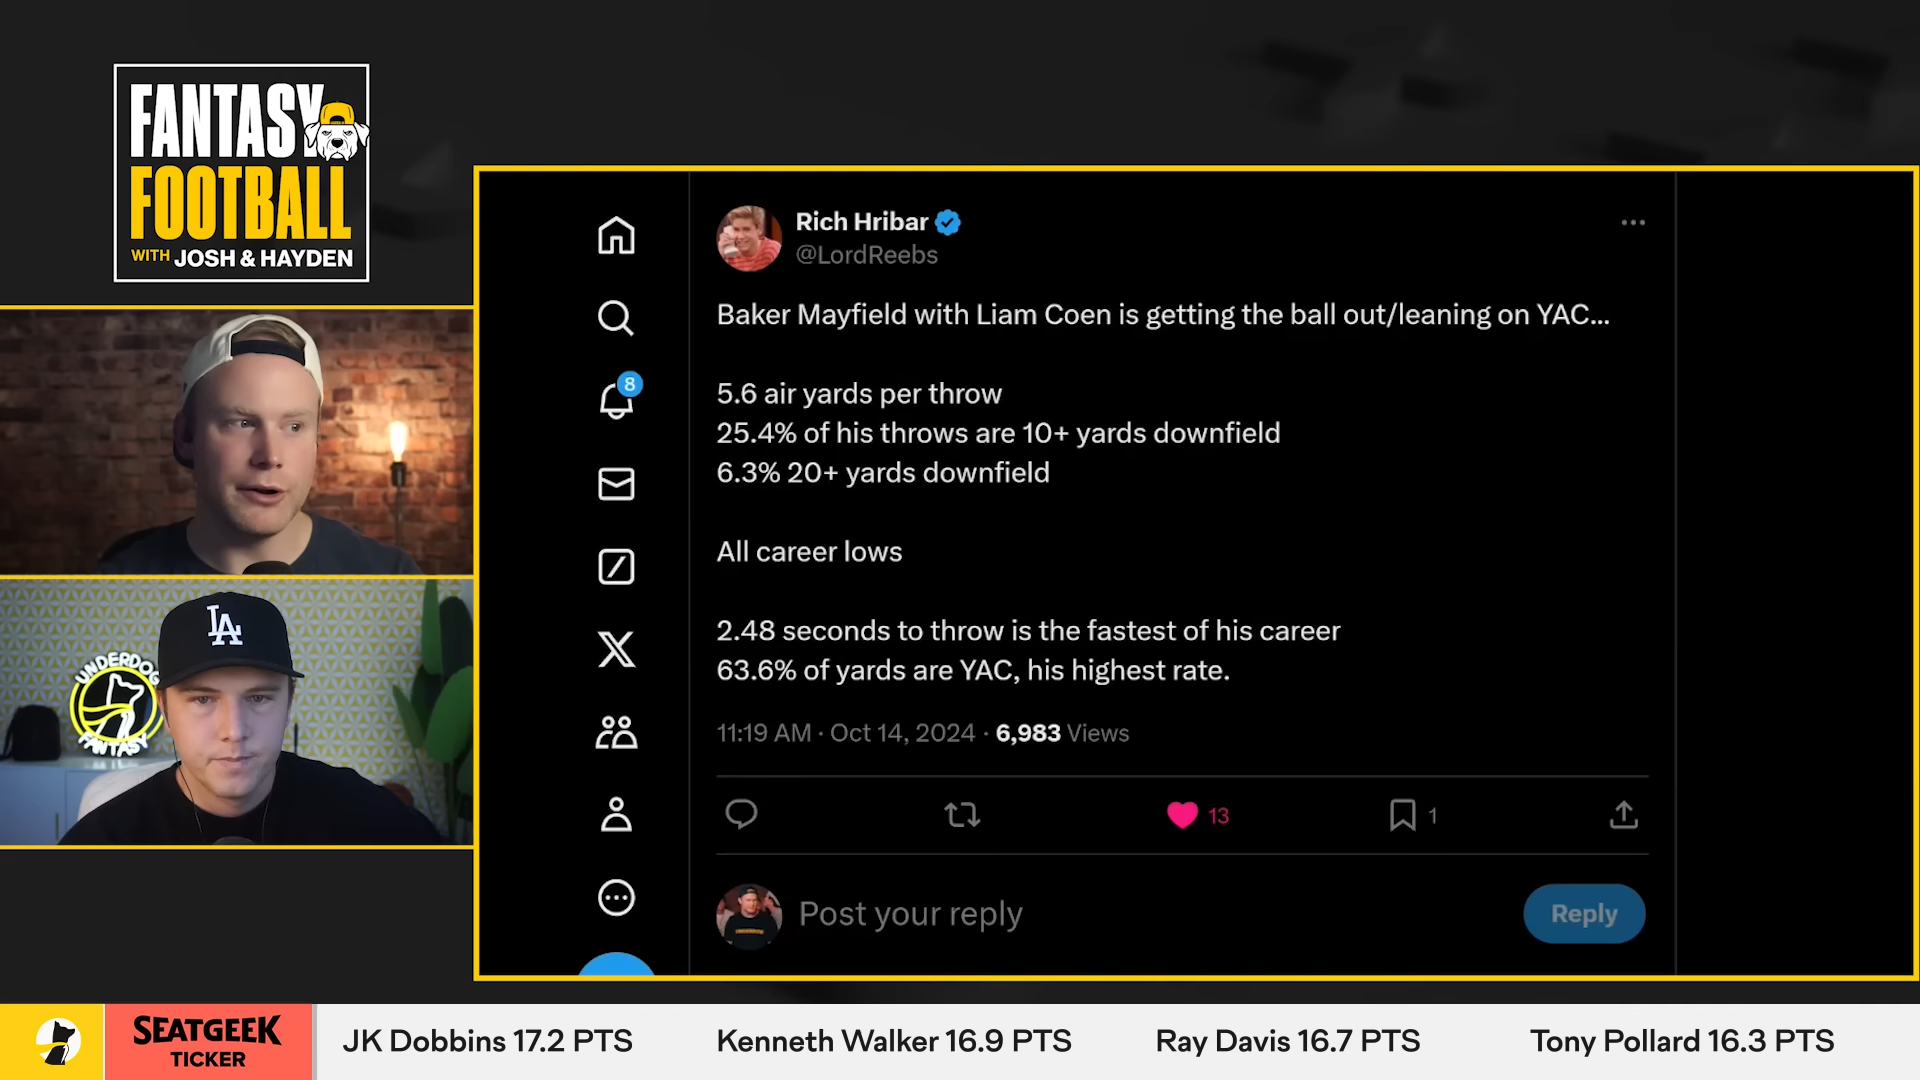 FANTASY
FOOTBALL
WITH JOSH & HAYDEN
Rich Hribar
@LordReebs
Baker Mayfield with Liam Coen is getting the ball out/leaning on YAC...
5.6 air yards per throw
25.4% of his throws are 10+ yards downfield
6.3% 20+ yards downfield
All career lows
2.48 seconds to throw is the fastest of his career
63.6% of yards are YAC, his highest rate.
11:19 AM · Oct 14, 2024 · 6,983 Views
13
1
Post your reply
Reply
8
LA
UNDERDOG
FANTASY
SEATGEEK
TICKER
JK Dobbins 17.2 PTS
Kenneth Walker 16.9 PTS
Ray Davis 16.7 PTS
Tony Pollard 16.3 PTS